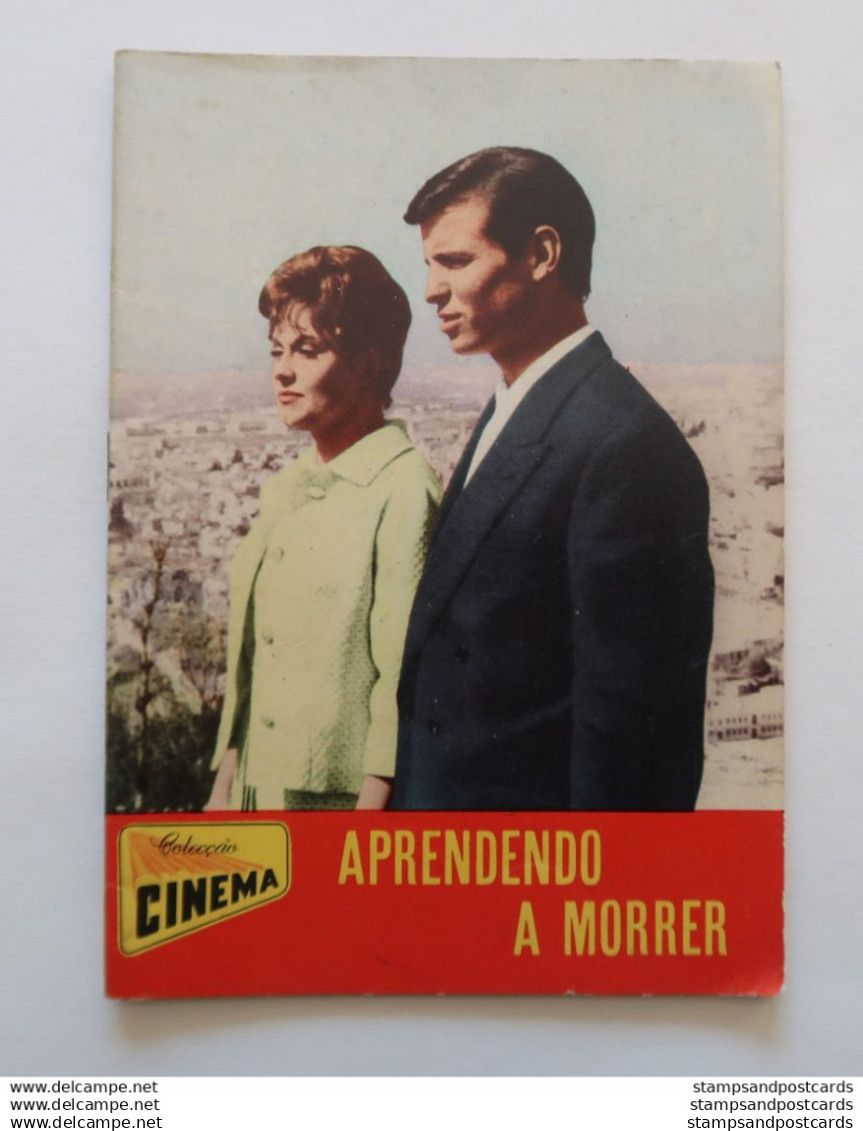 Colecção
CINEMA
APRENDENDO
A MORRER
www.delcampe.net
www.delcampe.net
www.delcampe.net
stampsandpostcards
stampsandpostcards
stampsandpostcards